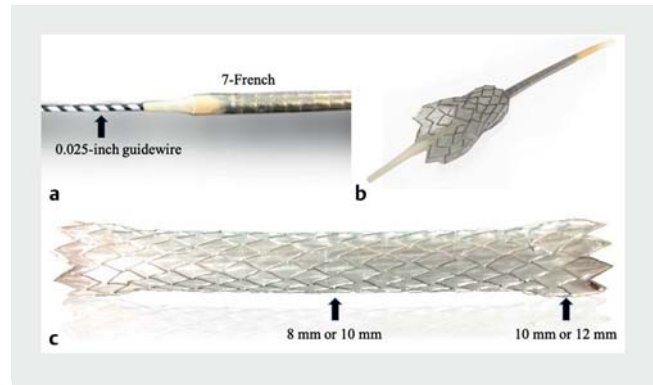 7-French
0.025-inch guidewire
a
b
8 mm or 10 mm
10 mm or 12 mm
c